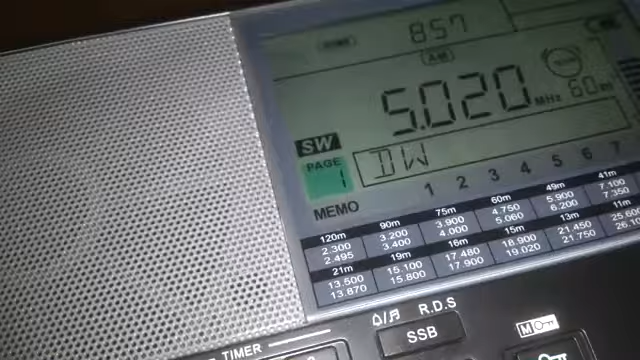 8:57
AM
5.020 MHz 60m
SW
PAGE
1
DW
1 2 3 4 5 6 7
MEMO
120m 90m 75m 60m 49m 41m
2.300 3.200 3.900 4.750 5.900 7.100
2.495 3.400 4.000 5.060 6.200 7.350
21m 19m 16m 15m 13m 11m
13.500 15.100 17.480 18.900 21.450 25.60
13.870 15.800 17.900 19.020 21.750 26.10
R.D.S
TIMER SSB M